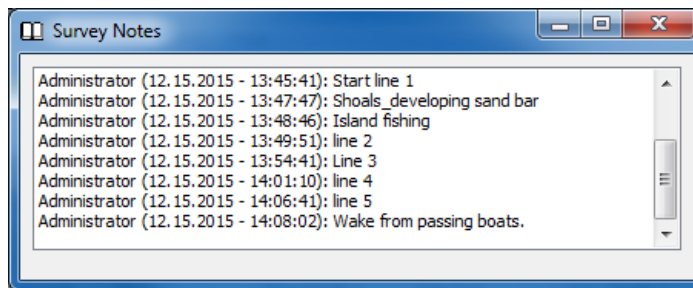 Survey Notes
Administrator (12.15.2015 - 13:45:41): Start line 1
Administrator (12.15.2015 - 13:47:47): Shoals_developing sand bar
Administrator (12.15.2015 - 13:48:46): Island fishing
Administrator (12.15.2015 - 13:49:51): line 2
Administrator (12.15.2015 - 13:54:41): Line 3
Administrator (12.15.2015 - 14:01:10): line 4
Administrator (12.15.2015 - 14:06:41): line 5
Administrator (12.15.2015 - 14:08:02): Wake from passing boats.